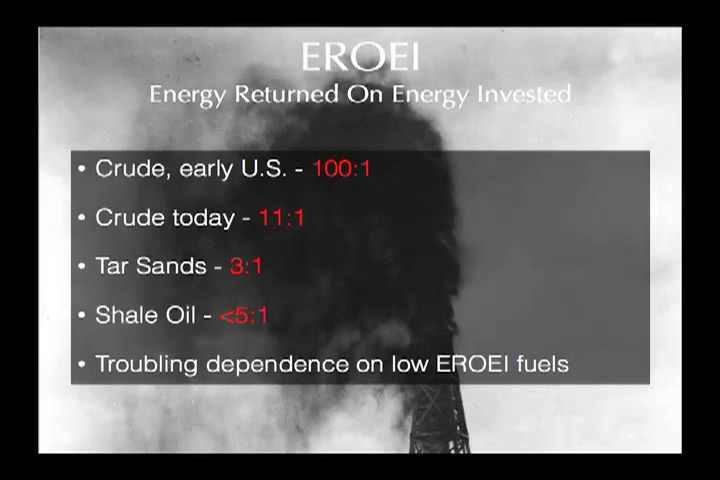 EROEI
Energy Returned On Energy Invested
• Crude, early U.S. - 100:1
• Crude today - 11:1
• Tar Sands - 3:1
• Shale Oil - <5:1
• Troubling dependence on low EROEI fuels